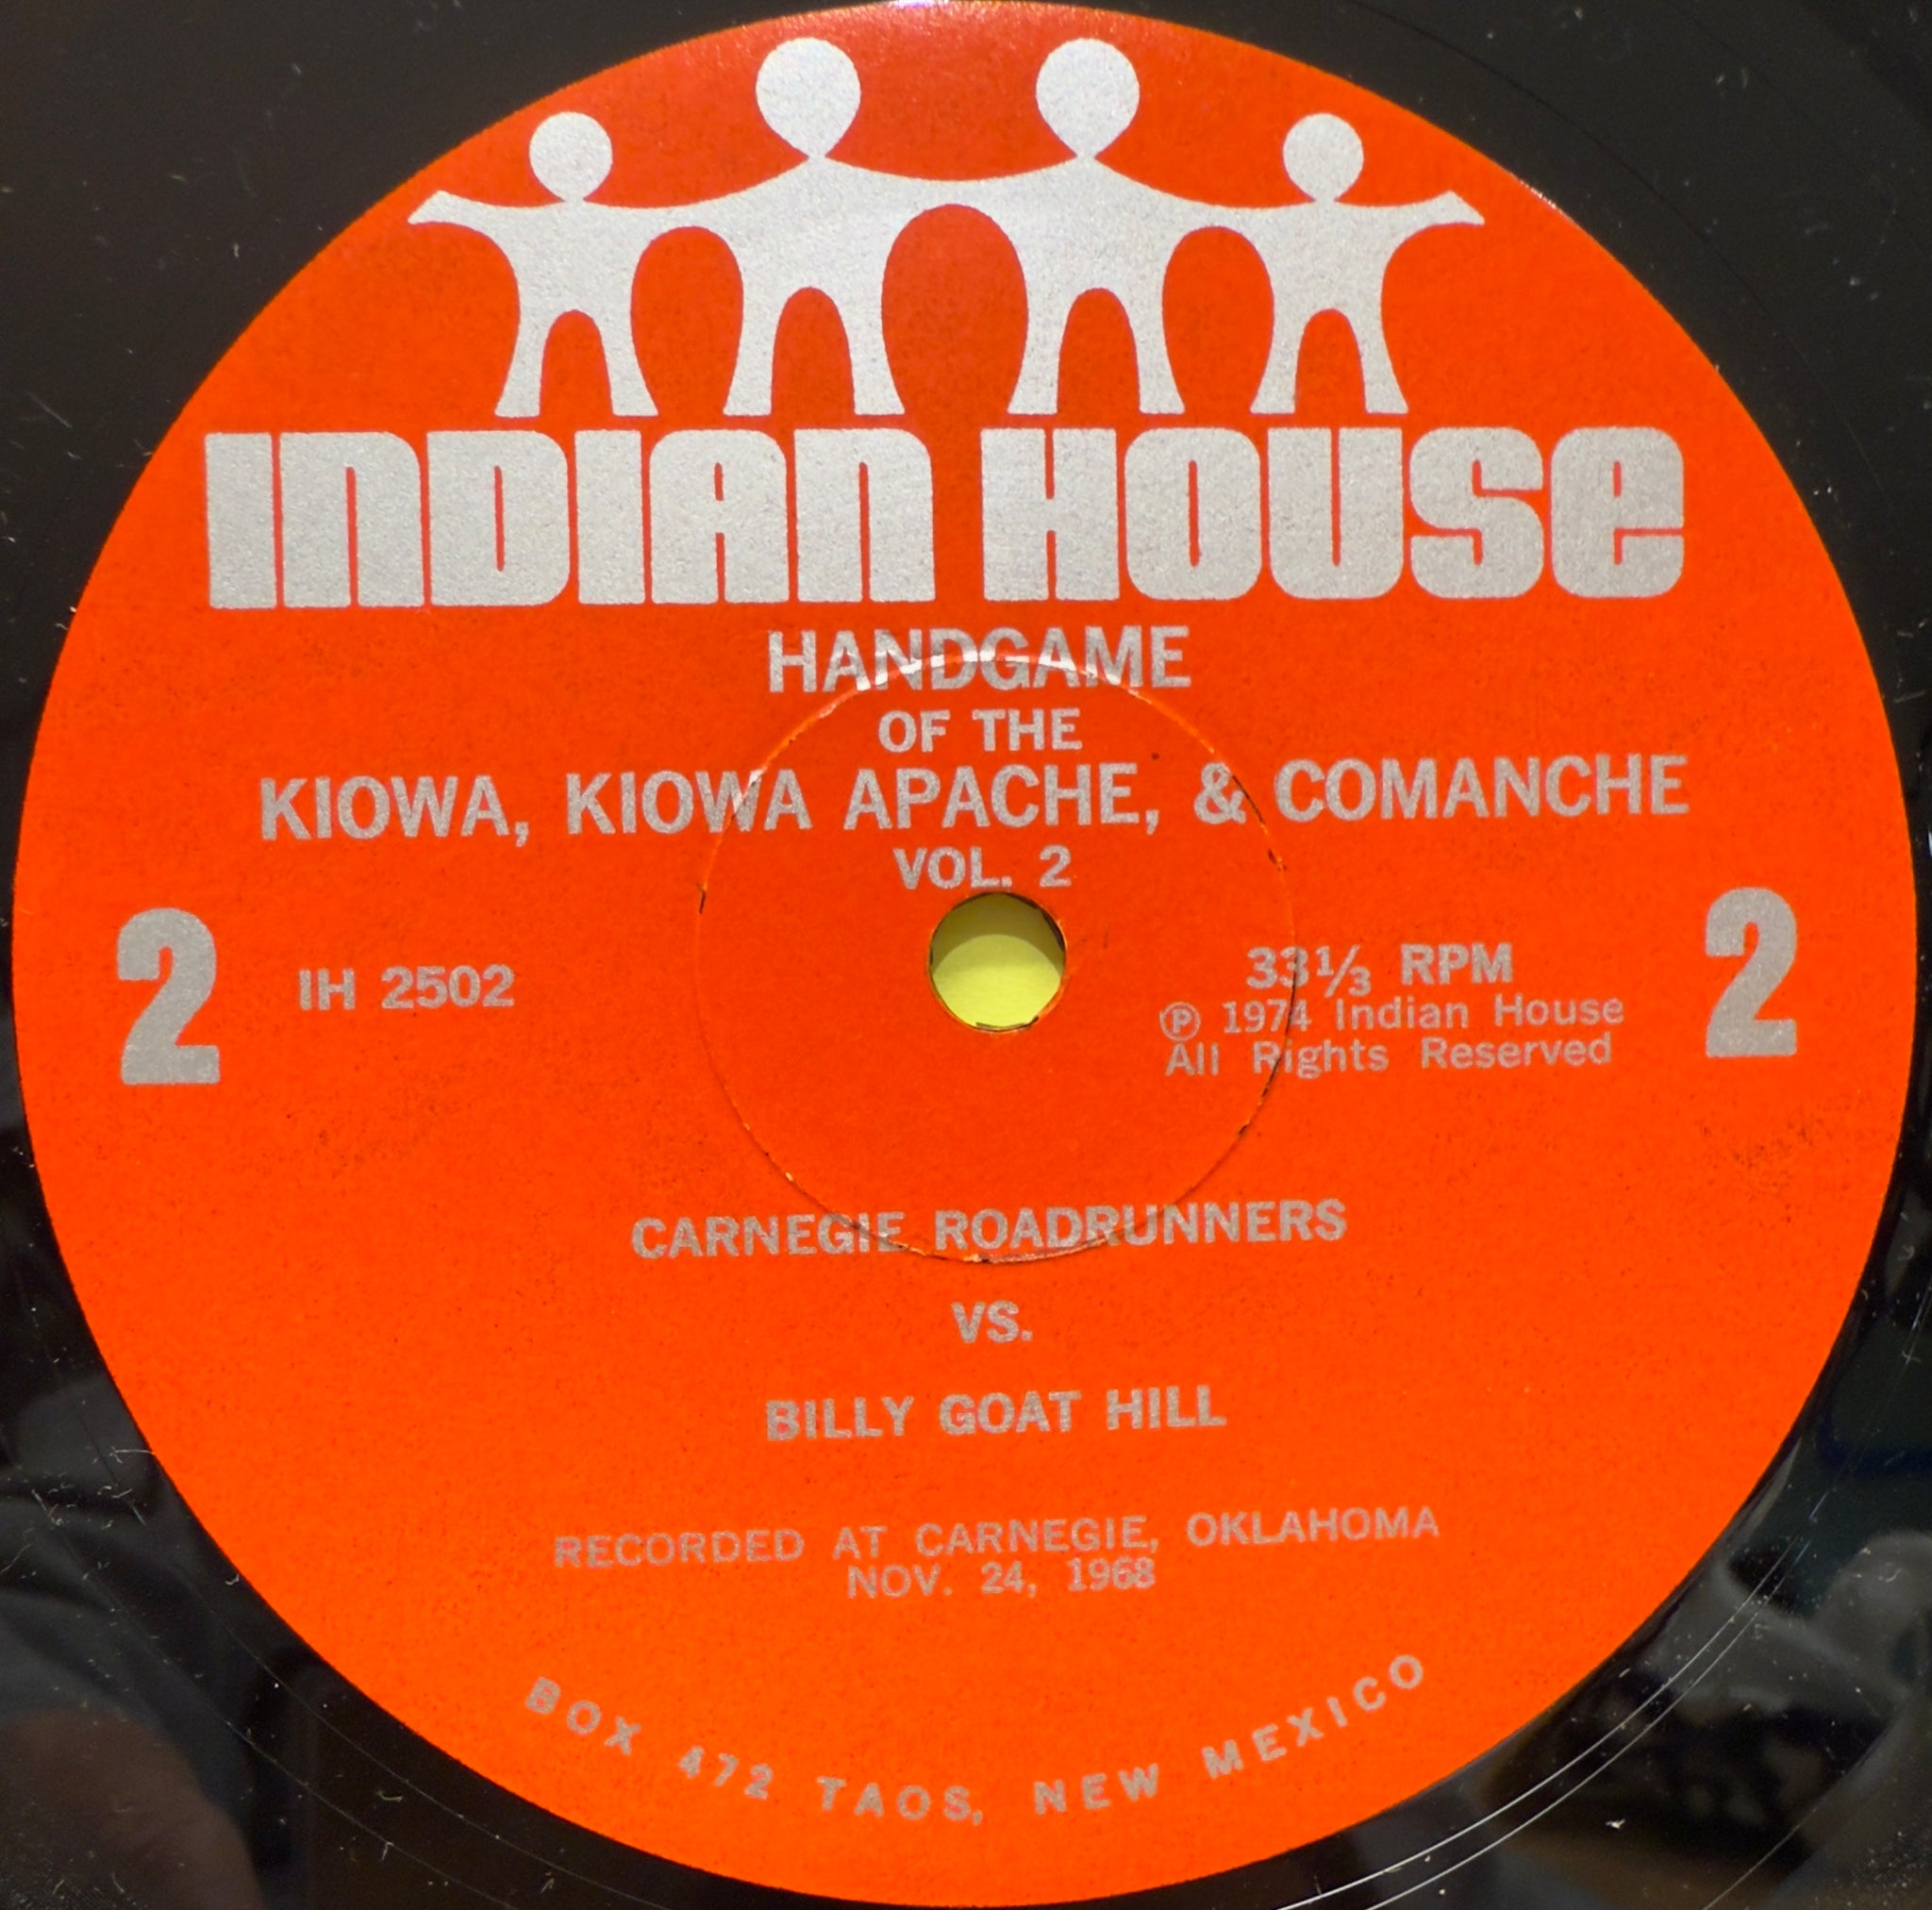 INDIAN HOUSE
HANDGAME
OF THE
KIOWA, KIOWA APACHE, & COMANCHE
VOL. 2
2
IH 2502
33⅓ RPM
℗ 1974 Indian House
All Rights Reserved
2
CARNEGIE ROADRUNNERS
VS.
BILLY GOAT HILL
RECORDED AT CARNEGIE, OKLAHOMA
NOV. 24, 1968
BOX 472 TAOS, NEW MEXICO